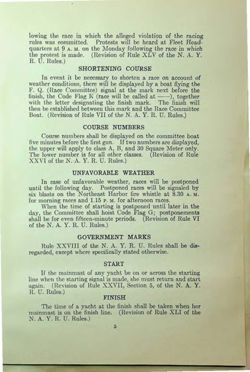 lowing the race in which the alleged violation of the racing
rules was committed. Protests will be heard at Fleet Head-
quarters at 9 A. M. on the Monday following the race in which
the protest is made. (Revision of Rule XLV of the N. A. Y.
R. U. Rules.)
SHORTENING COURSE
In event it be necessary to shorten a race on account of
weather conditions, there will be displayed by a boat flying the
F. Q. (Race Committee) signal at the mark next before the
finish, the Code Flag K (race will be called at ——), together
with the letter designating the finish mark. The finish will
then be established between this mark and the Race Committee
Boat. (Revision of Rule VII of the N. A. Y. R. U. Rules.)
COURSE NUMBERS
Course numbers shall be displayed on the committee boat
five minutes before the first gun. If two numbers are displayed,
the upper will apply to class A, B, and 30 Square Meter only.
The lower number is for all other classes. (Revision of Rule
XXVI of the N. A. Y. R. U. Rules.)
UNFAVORABLE WEATHER
In case of unfavorable weather, races will be postponed
until the following day. Postponed races will be signaled by
six blasts on the Northeast Harbor fire whistle at 8.30 A. M.
for morning races and 1.15 P. M. for afternoon races.
When the time of starting is postponed until later in the
day, the Committee shall hoist Code Flag G; postponements
shall be for even fifteen-minute periods. (Revision of Rule VI
of the N. A. Y. R. U. Rules.)
GOVERNMENT MARKS
Rule XXVIII of the N. A. Y. R. U. Rules shall be dis-
regarded, except where specifically stated otherwise.
START
If the mainmast of any yacht be on or across the starting
line when the starting signal is made, she must return and start
again. (Revision of Rule XXVII, Section 5, of the N. A. Y.
R. U. Rules.)
FINISH
The time of a yacht at the finish shall be taken when her
mainmast is on the finish line. (Revision of Rule XLI of the
N. A. Y. R. U. Rules.)
5